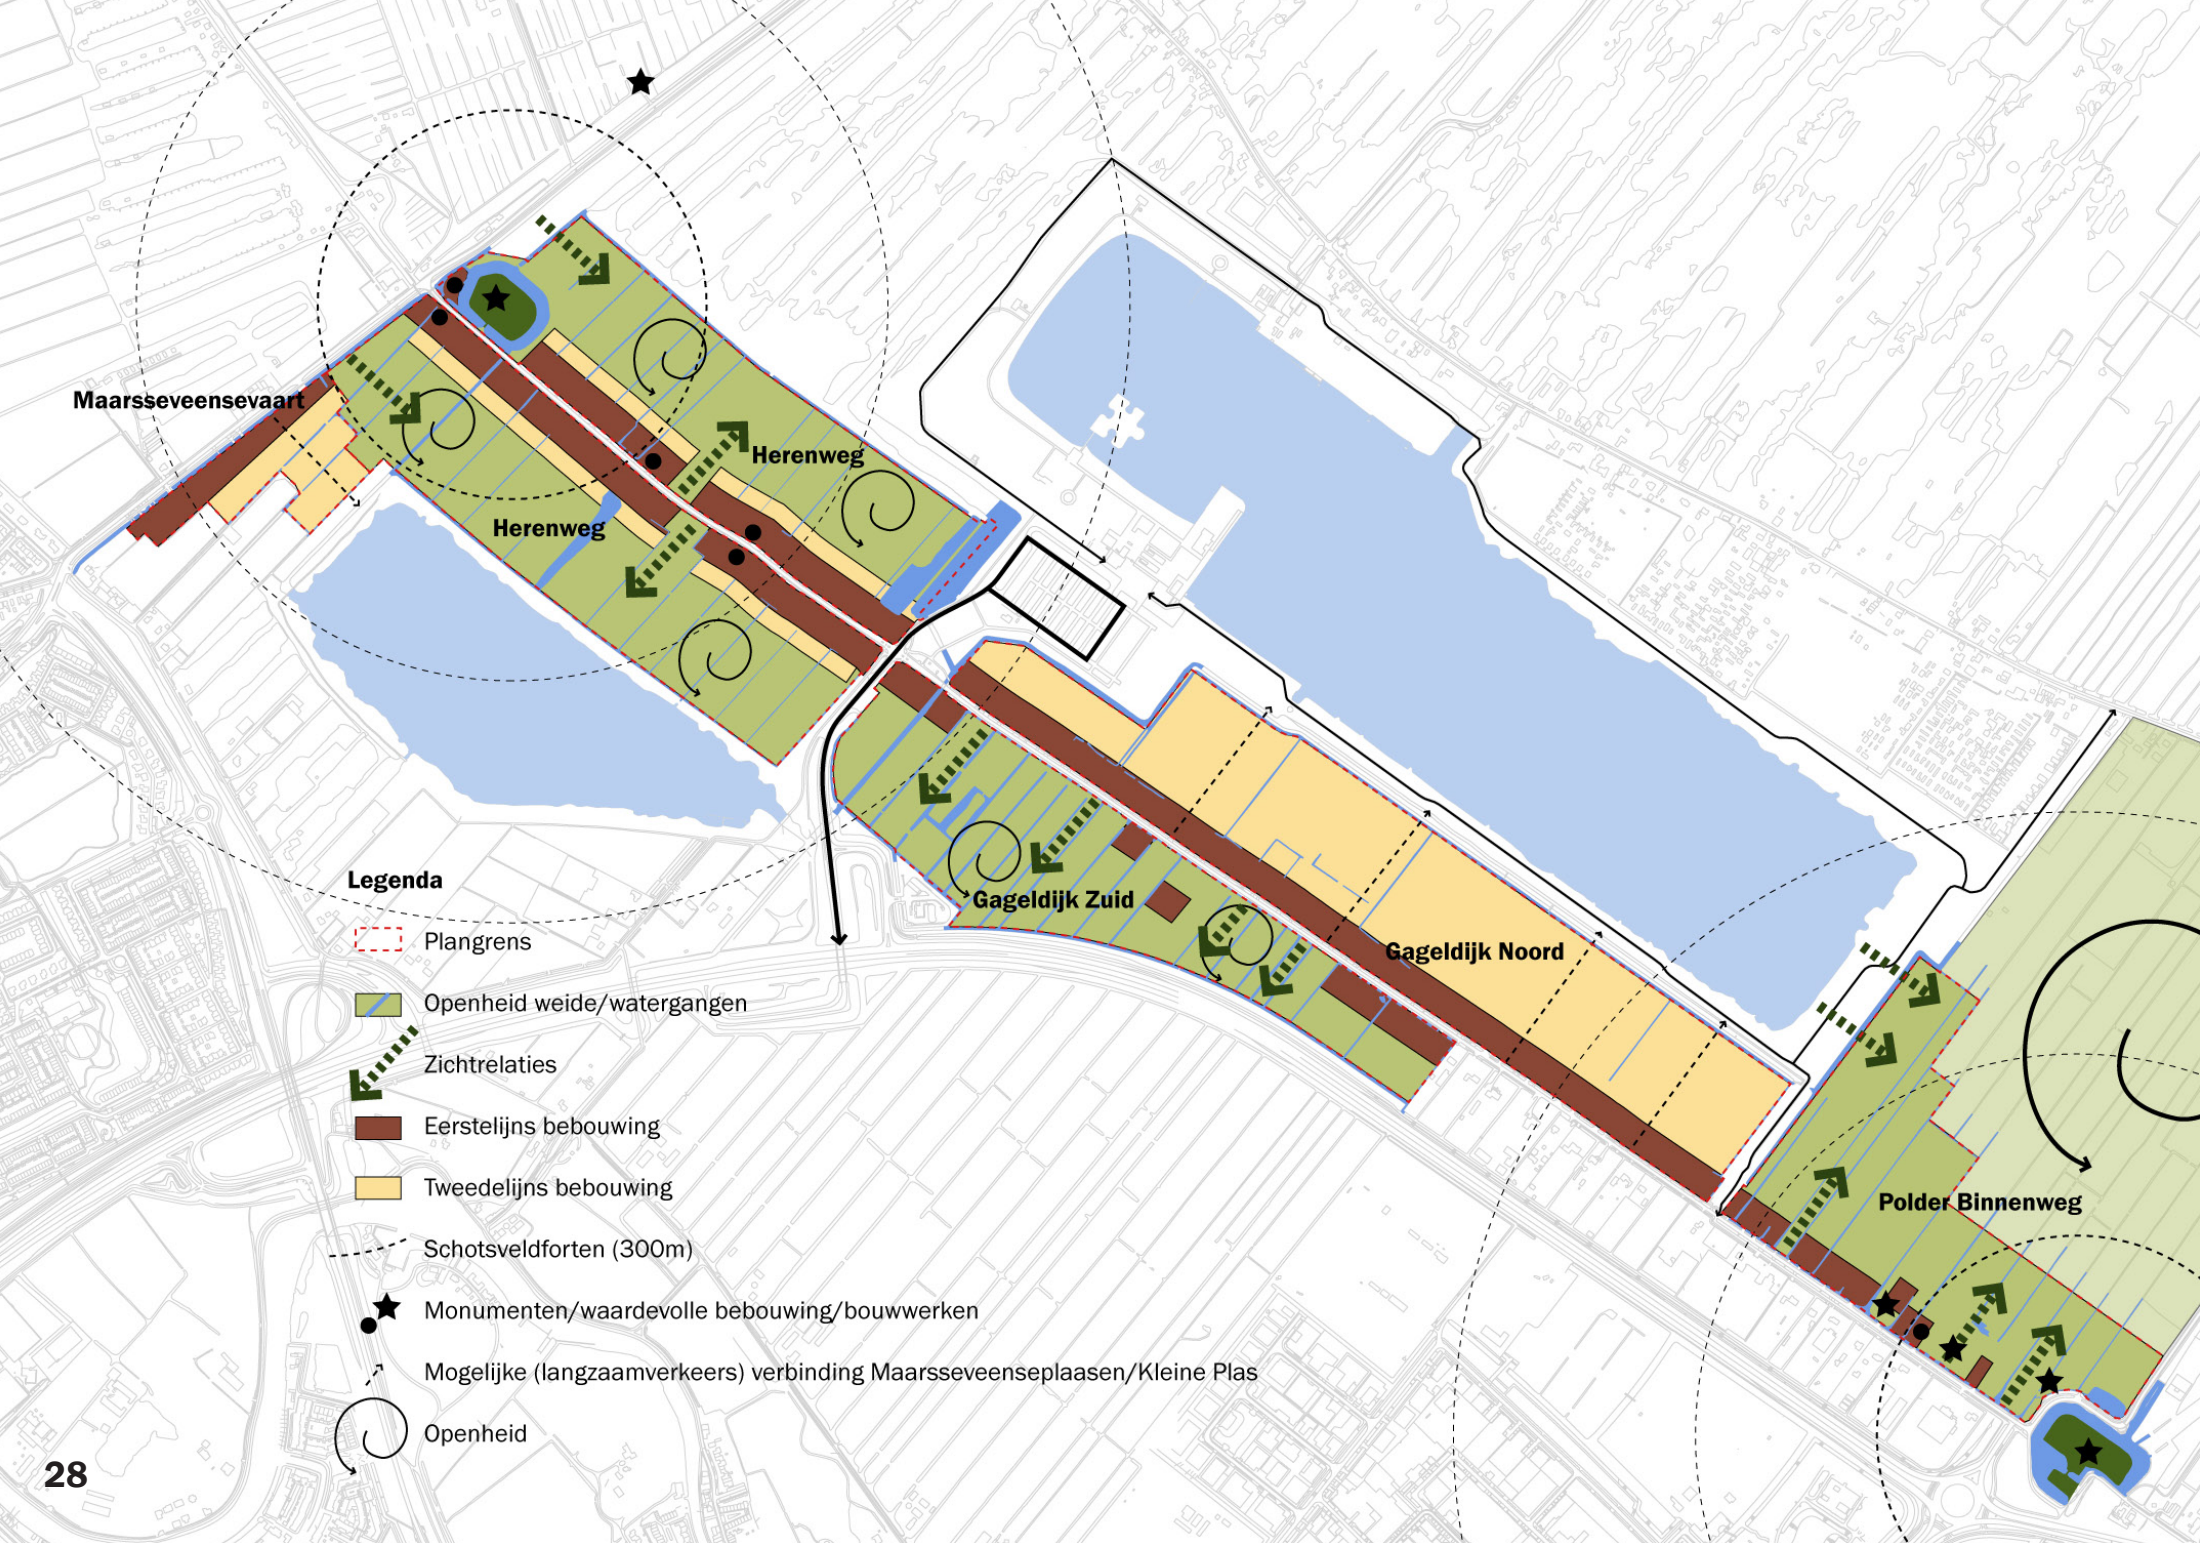 Maarsseveensevaart
Herenweg
Herenweg
Legenda
Plangrens
Gageldijk Zuid
Gageldijk Noord
Openheid weide/watergangen
Zichtrelaties
Eerstelijns bebouwing
Tweedelijns bebouwing
Polder Binnenweg
Schotsveldforten (300m)
Monumenten/waardevolle bebouwing/bouwwerken
Mogelijke (langzaamverkeers) verbinding Maarsseveenseplaasen/Kleine Plas
Openheid
28